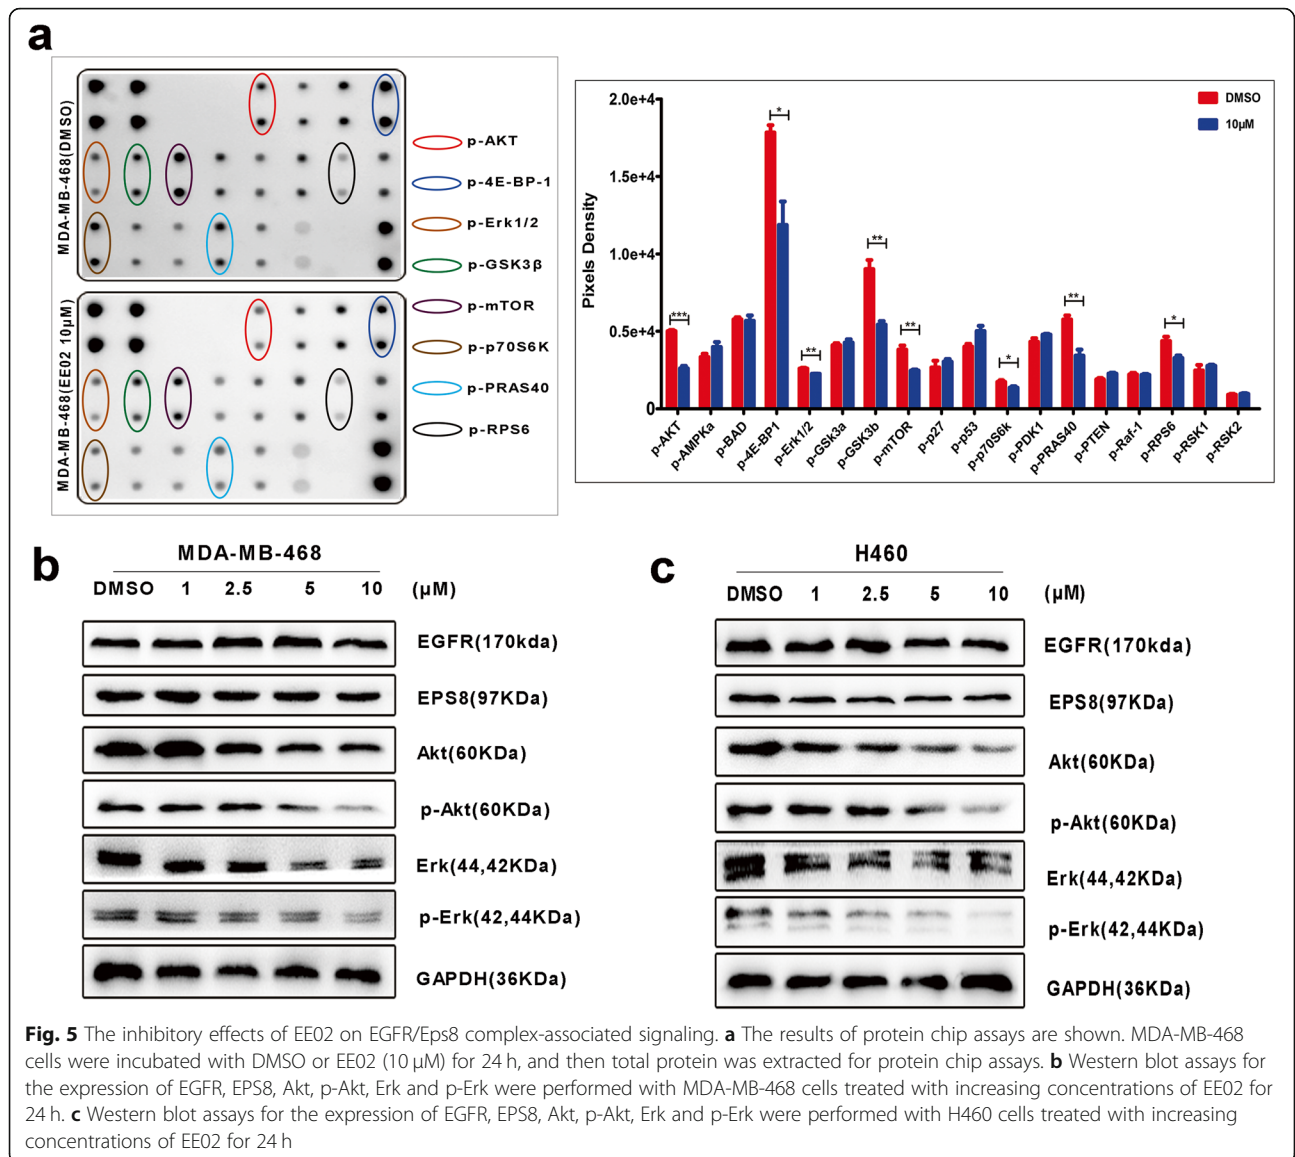 a
MDA-MB-468(DMSO)
MDA-MB-468(EE02 10μM)
p-AKT
p-4E-BP-1
p-Erk1/2
p-GSK3β
p-mTOR
p-p70S6K
p-PRAS40
p-RPS6
Pixels Density
2.0e+4
1.5e+4
1.0e+4
0.5e+4
0
DMSO
10μM
***
*
**
**
**
*
**
*
p-AKT
p-AMPKa
p-BAD
p-4E-BP1
p-Erk1/2
p-GSk3a
p-GSK3b
p-mTOR
p-p27
p-p53
p-p70S6k
p-PDK1
p-PRAS40
p-PTEN
p-Raf-1
p-RPS6
p-RSK1
p-RSK2
b
MDA-MB-468
DMSO 1 2.5 5 10 (μM)
EGFR(170kda)
EPS8(97KDa)
Akt(60KDa)
p-Akt(60KDa)
Erk(44,42KDa)
p-Erk(42,44KDa)
GAPDH(36KDa)
c
H460
DMSO 1 2.5 5 10 (μM)
EGFR(170kda)
EPS8(97KDa)
Akt(60KDa)
p-Akt(60KDa)
Erk(44,42KDa)
p-Erk(42,44KDa)
GAPDH(36KDa)
Fig. 5 The inhibitory effects of EE02 on EGFR/Eps8 complex-associated signaling. a The results of protein chip assays are shown. MDA-MB-468
cells were incubated with DMSO or EE02 (10 μM) for 24 h, and then total protein was extracted for protein chip assays. b Western blot assays for
the expression of EGFR, EPS8, Akt, p-Akt, Erk and p-Erk were performed with MDA-MB-468 cells treated with increasing concentrations of EE02 for
24 h. c Western blot assays for the expression of EGFR, EPS8, Akt, p-Akt, Erk and p-Erk were performed with H460 cells treated with increasing
concentrations of EE02 for 24 h